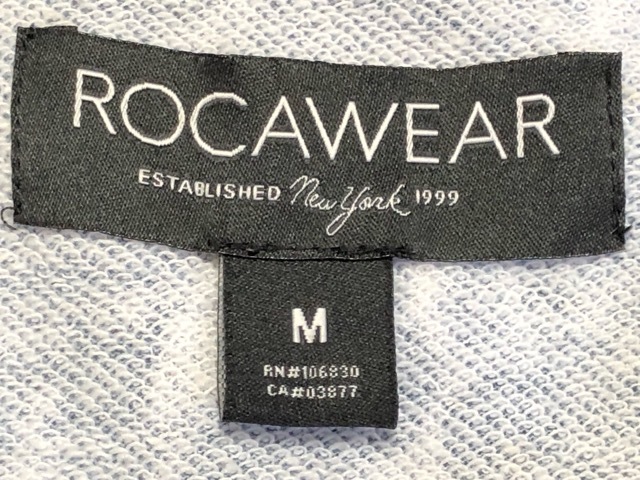 ROCAWEAR
ESTABLISHED New York 1999
M
RN#106830
CA#03877